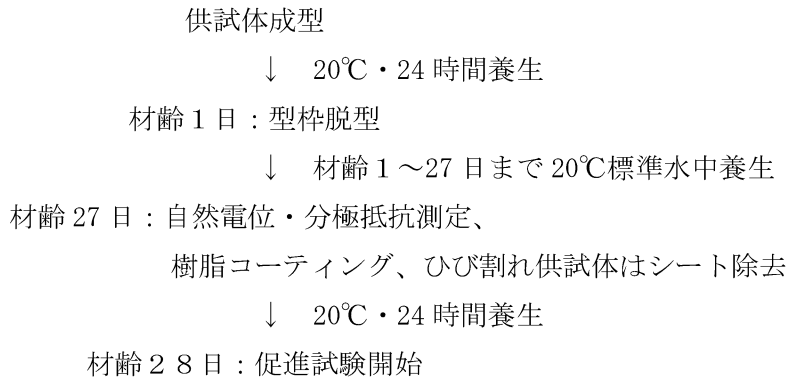 供試体成型
↓ 20℃・24時間養生
材齢1日:型枠脱型
↓ 材齢1～27日まで20℃標準水中養生
材齢27日:自然電位・分極抵抗測定、
樹脂コーティング、ひび割れ供試体はシート除去
↓ 20℃・24時間養生
材齢28日:促進試験開始